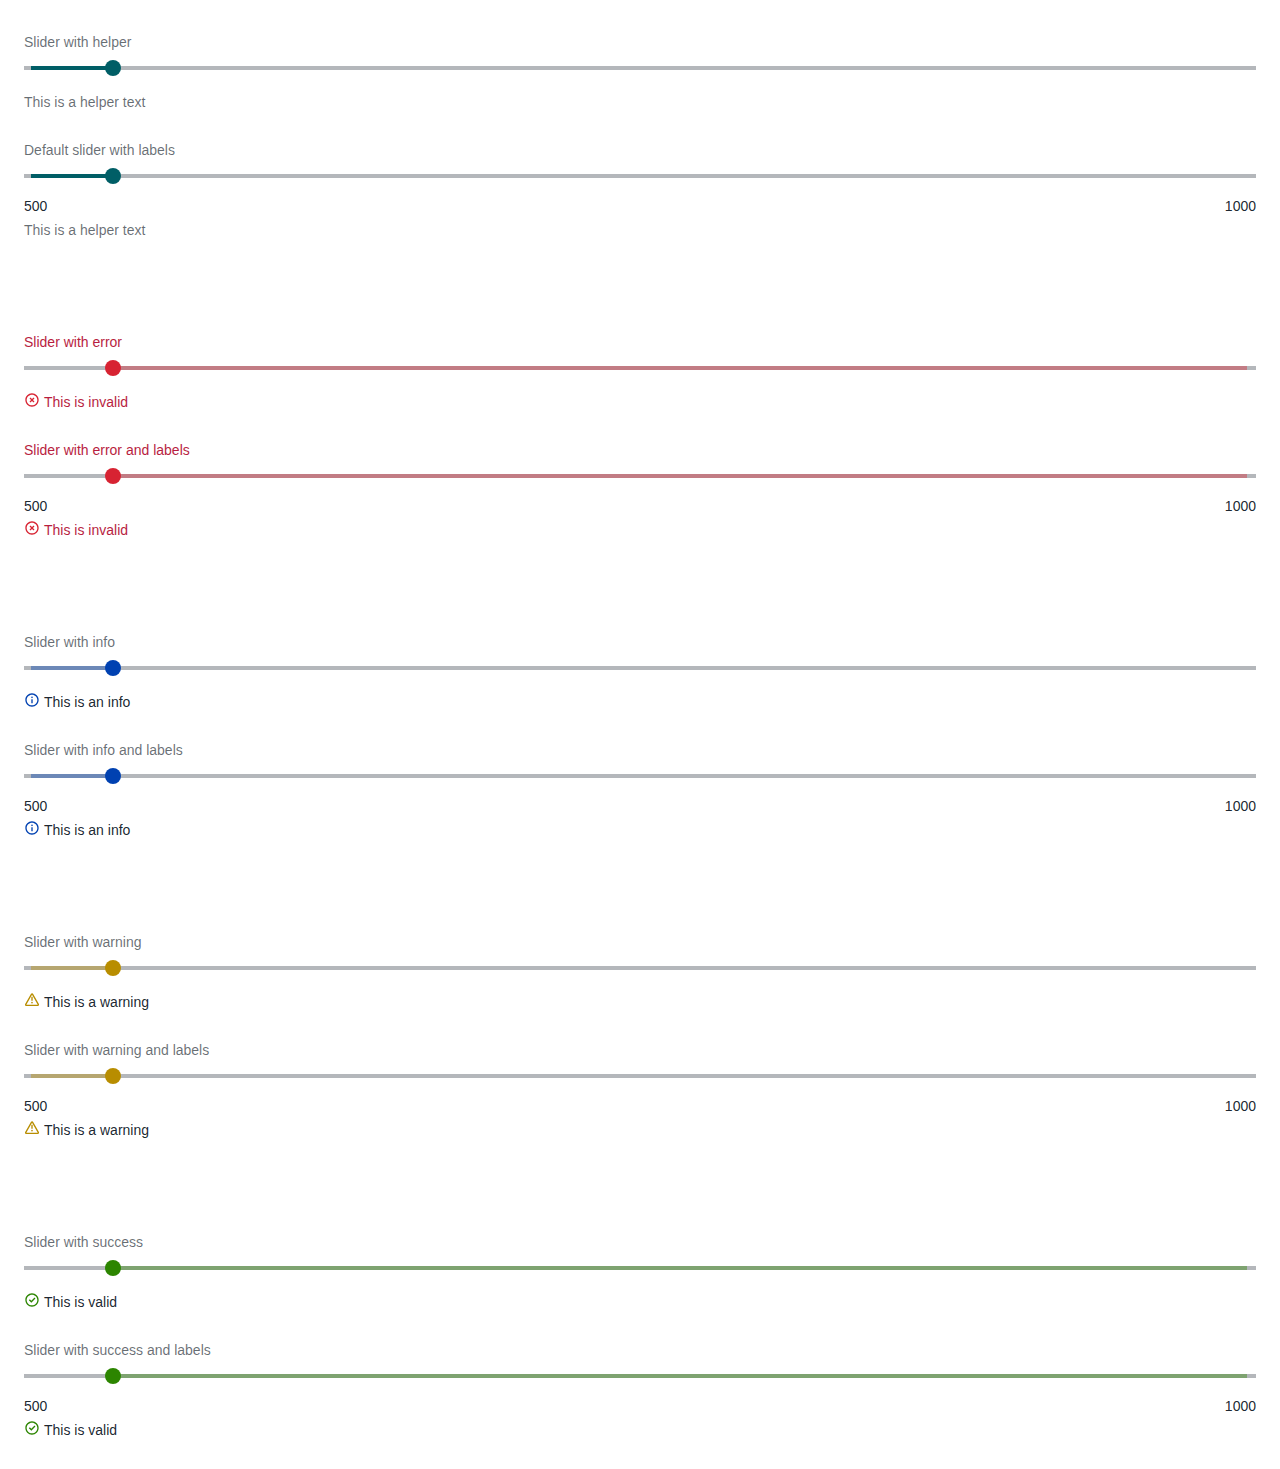 Slider with helper
This is a helper text
Default slider with labels
500 1000
This is a helper text
Slider with error
This is invalid
Slider with error and labels
500 1000
This is invalid
Slider with info
This is an info
Slider with info and labels
500 1000
This is an info
Slider with warning
This is a warning
Slider with warning and labels
500 1000
This is a warning
Slider with success
This is valid
Slider with success and labels
500 1000
This is valid